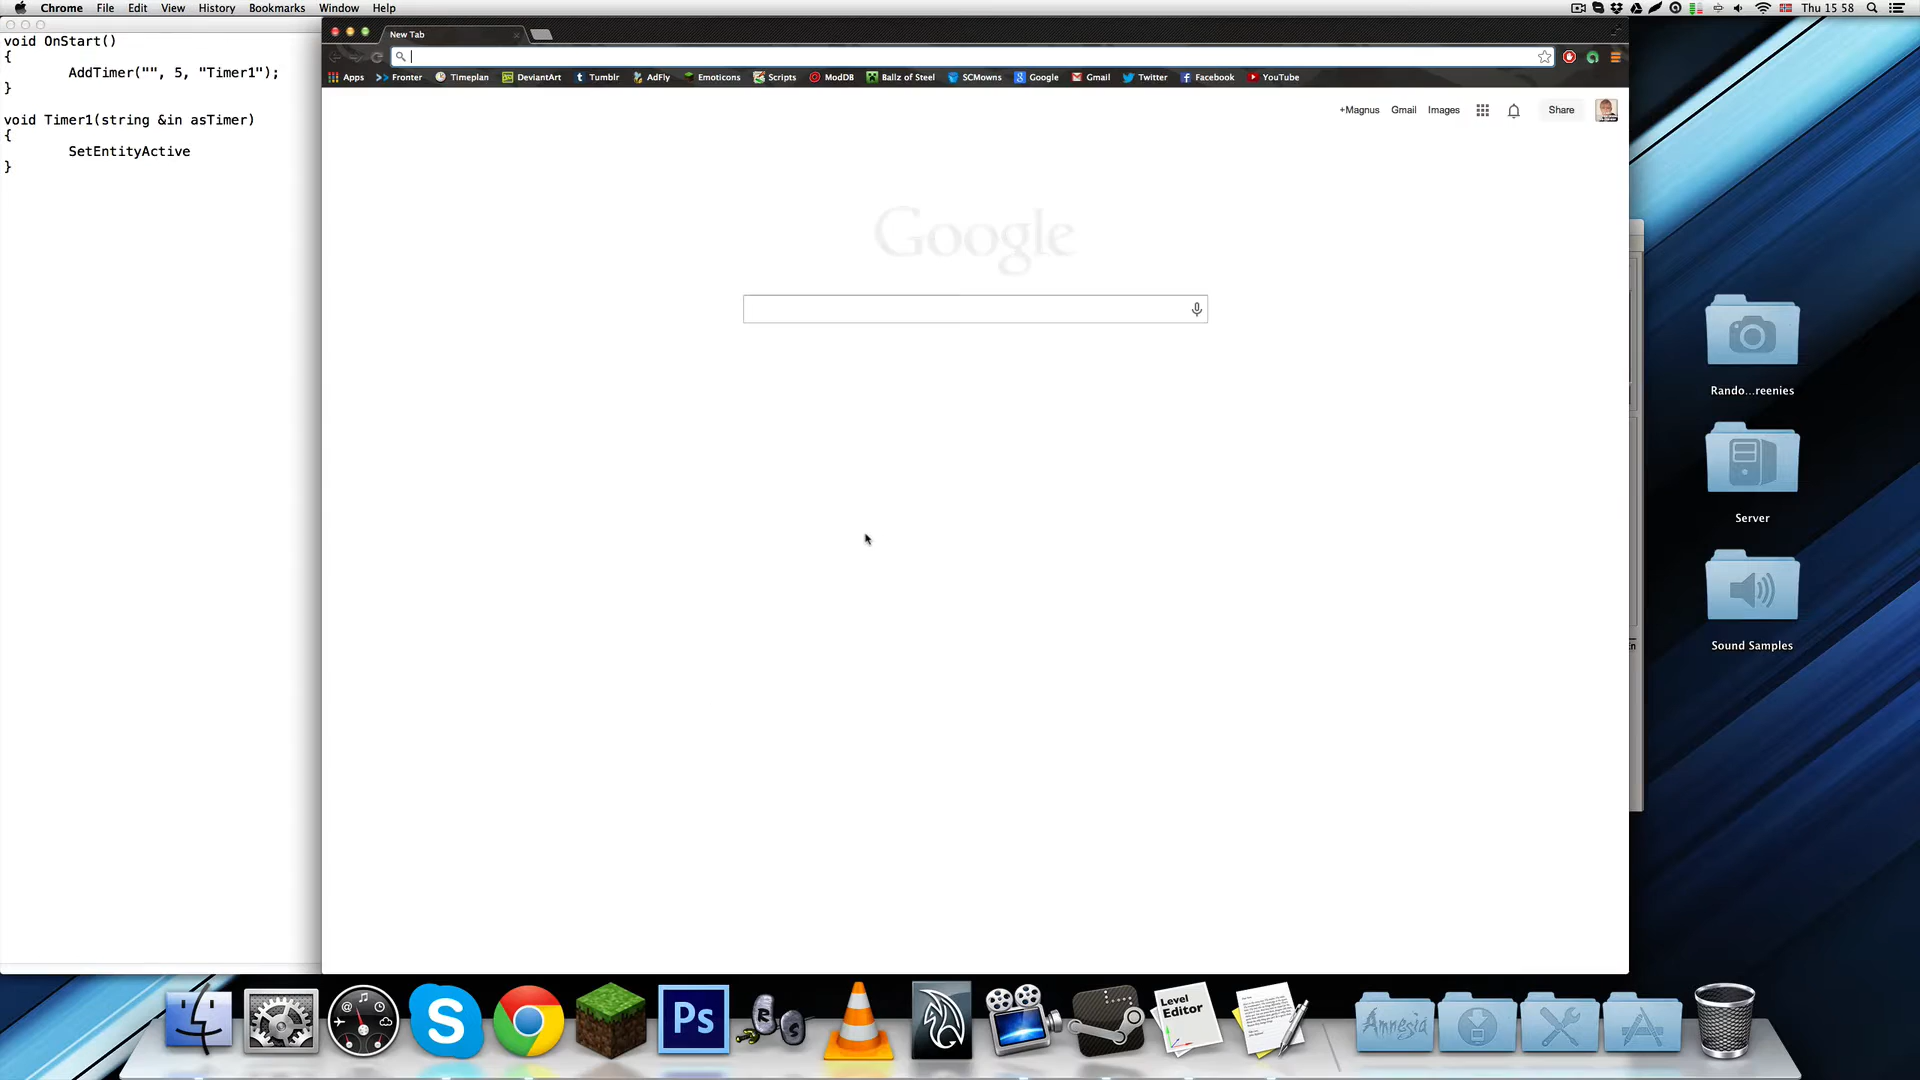 Chrome File Edit View History Bookmarks Window Help
Thu 15 58
void OnStart()
{
AddTimer("", 5, "Timer1");
}
void Timer1(string &in asTimer)
{
SetEntityActive
}
New Tab
Apps Fronter Timeplan DeviantArt Tumblr AdFly Emoticons Scripts ModDB Ballz of Steel SCMowns Google Gmail Twitter Facebook YouTube
+Magnus Gmail Images Share
Google
Rando...reenies
Server
Sound Samples
Ps
R
S
Level
Editor
Amnesia